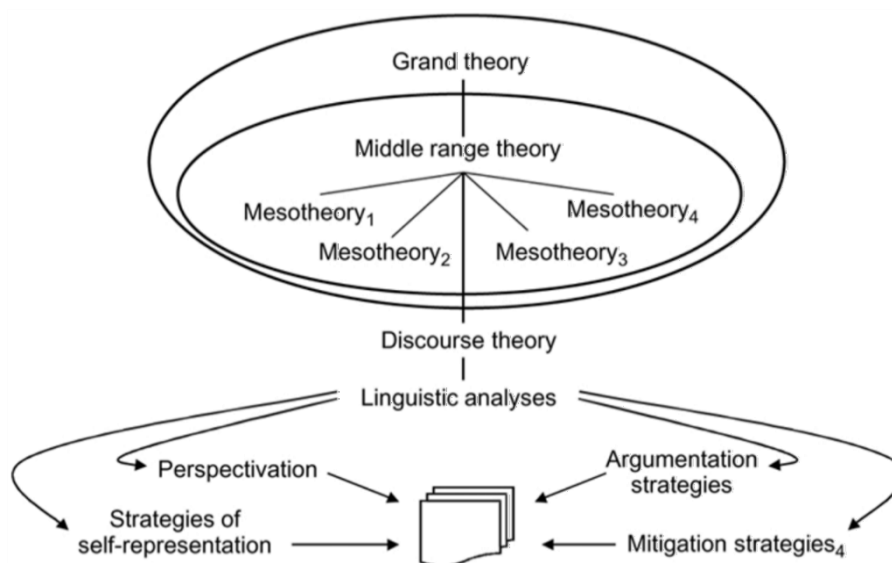 Grand theory
Middle range theory
Mesotheory₁
Mesotheory₄
Mesotheory₂
Mesotheory₃
Discourse theory
Linguistic analyses
Perspectivation
Argumentation
strategies
Strategies of
self-representation
Mitigation strategies₄